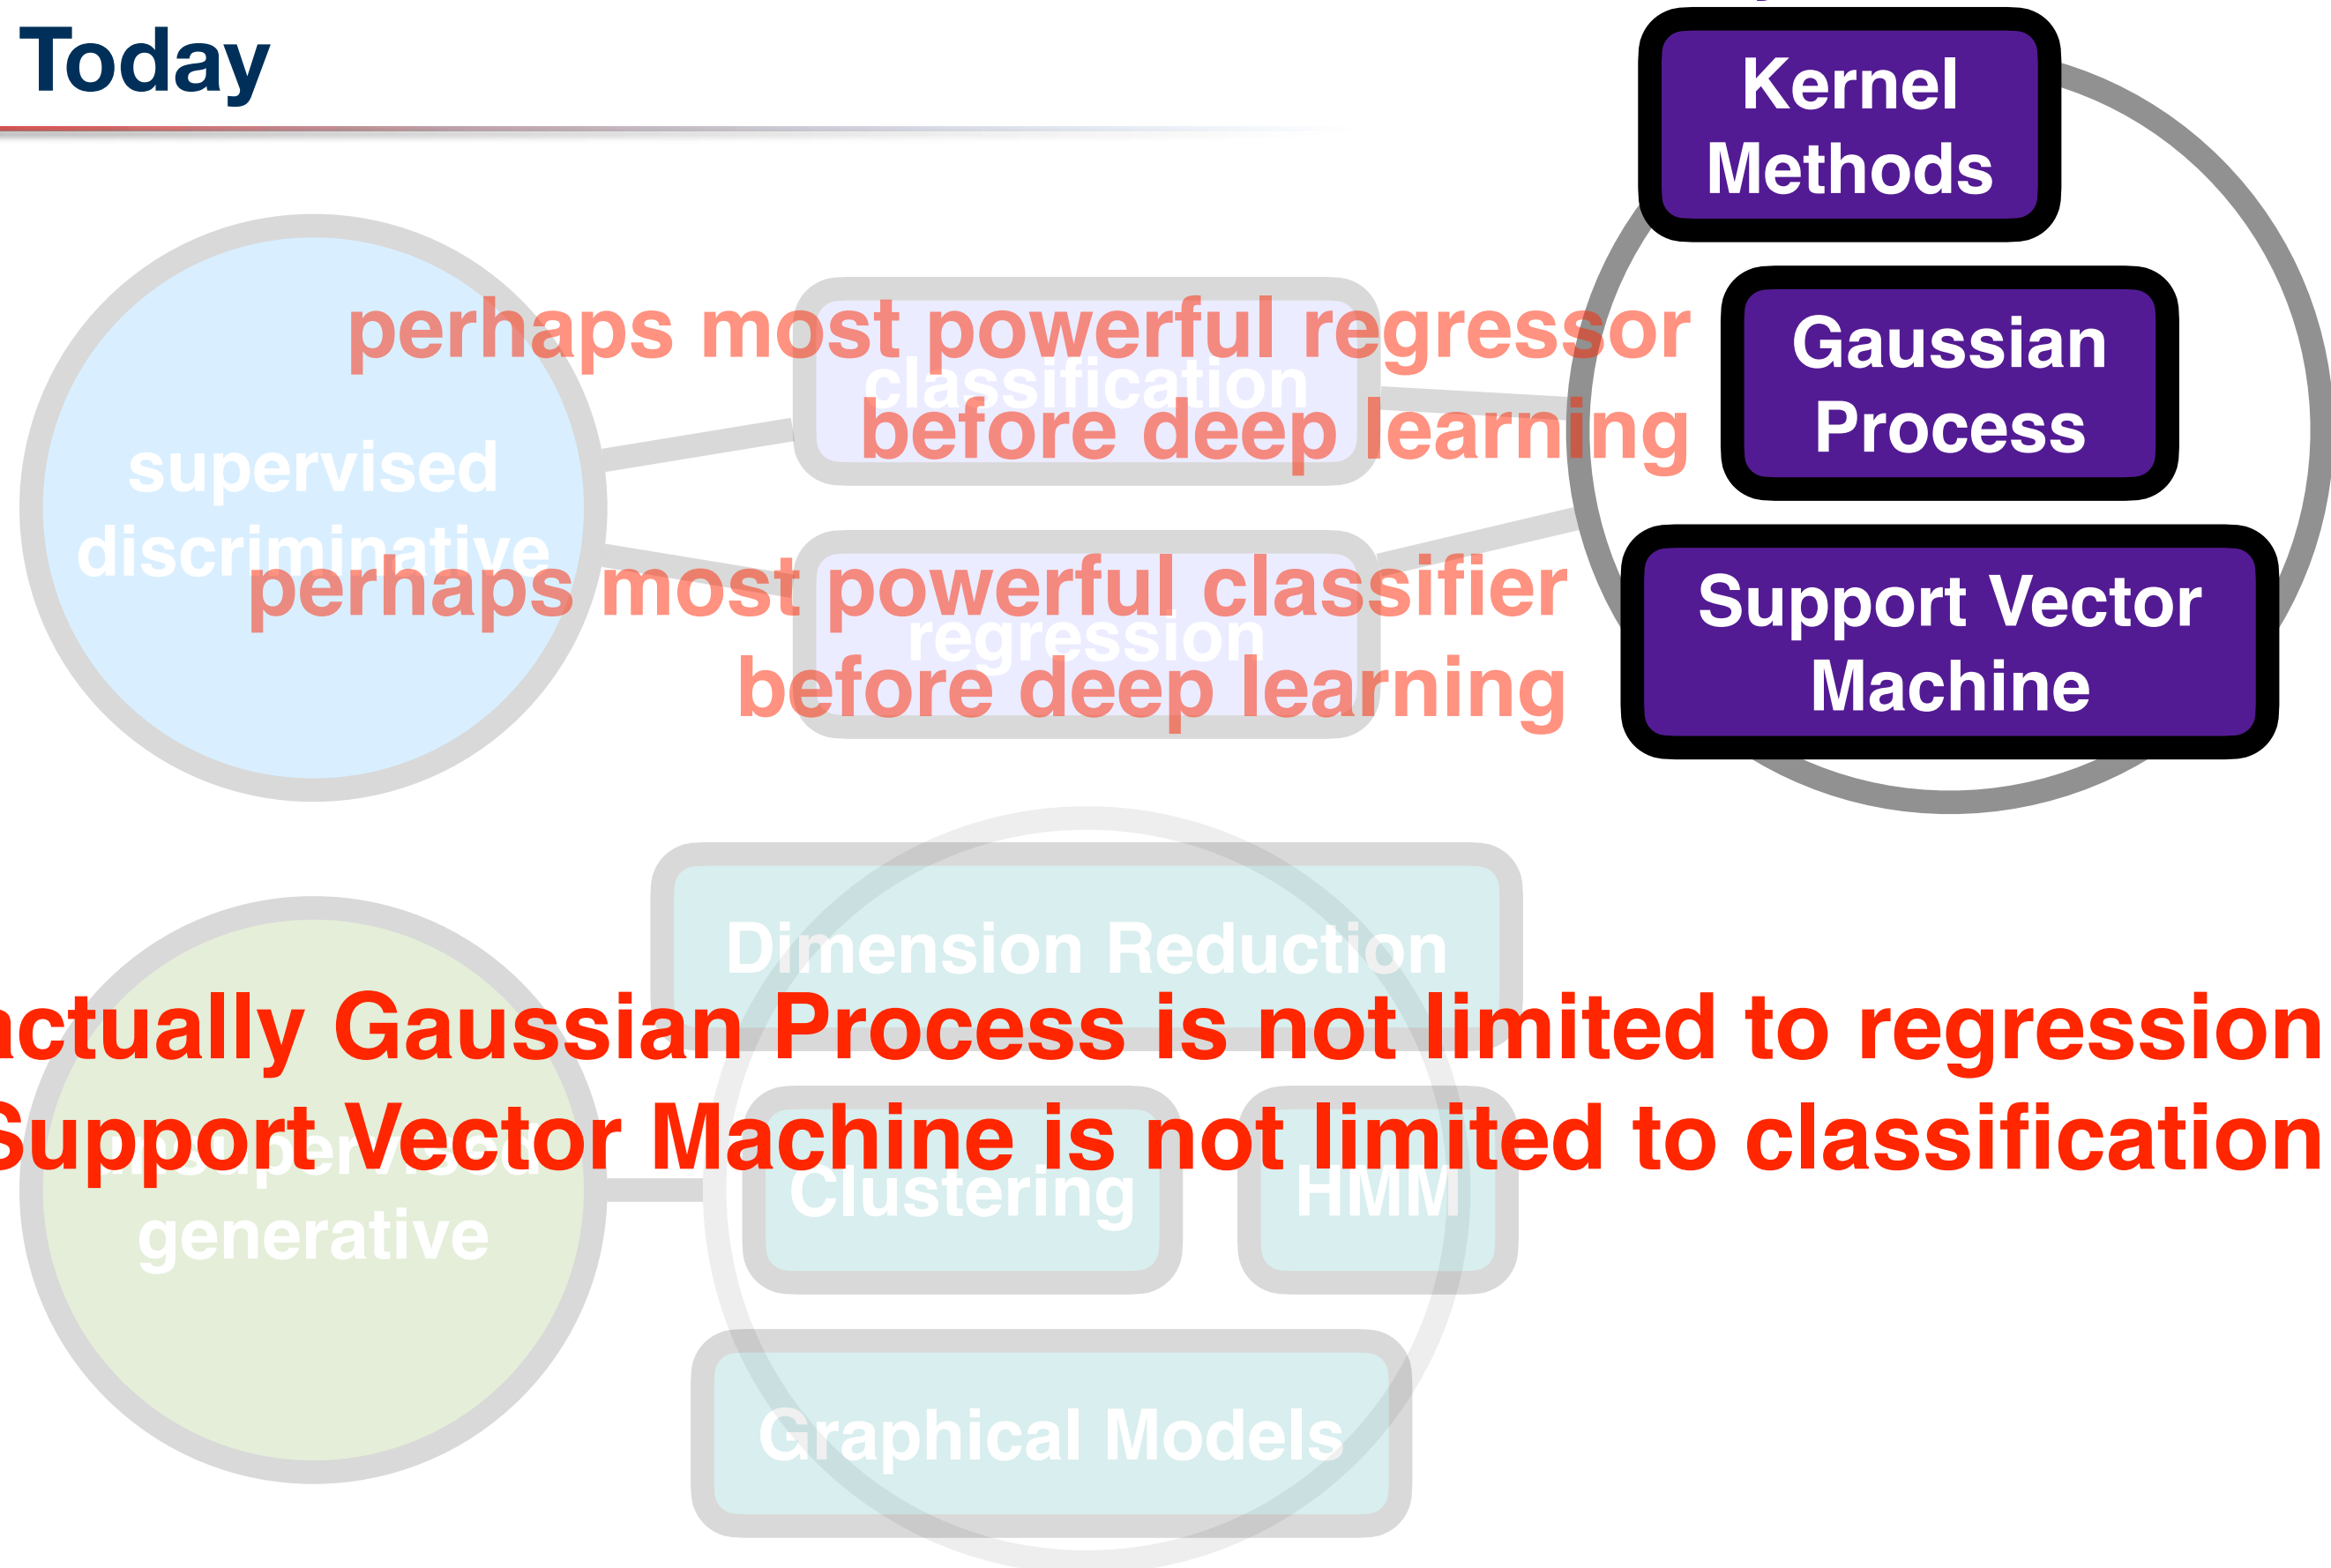 Today
Kernel
Methods
perhaps most powerful regressor
before deep learning
classification
Gaussian
Process
supervised
discriminative
perhaps most powerful classifier
before deep learning
regression
Support Vector
Machine
Dimension Reduction
actually Gaussian Process is not limited to regression
Support Vector Machine is not limited to classification
generative
Clustering
HMM
Graphical Models